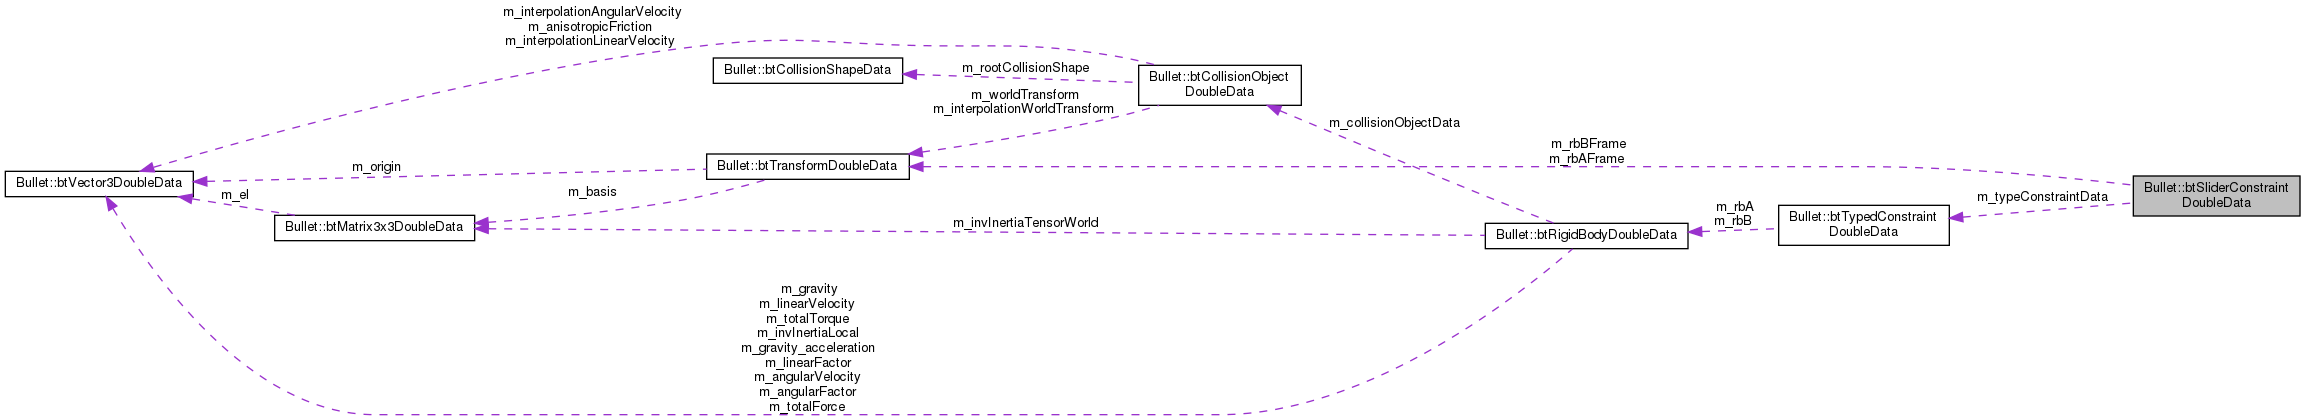 m_interpolationAngularVelocity
m_anisotropicFriction
m_interpolationLinearVelocity
Bullet::btCollisionShapeData
m_rootCollisionShape
Bullet::btCollisionObject
DoubleData
m_worldTransform
m_interpolationWorldTransform
m_collisionObjectData
m_rbBFrame
m_rbAFrame
Bullet::btVector3DoubleData
m_origin
Bullet::btTransformDoubleData
m_el
m_basis
Bullet::btMatrix3x3DoubleData
m_invInertiaTensorWorld
Bullet::btRigidBodyDoubleData
m_rbA
m_rbB
Bullet::btTypedConstraint
DoubleData
m_typeConstraintData
Bullet::btSliderConstraint
DoubleData
m_gravity
m_linearVelocity
m_totalTorque
m_invInertiaLocal
m_gravity_acceleration
m_linearFactor
m_angularVelocity
m_angularFactor
m_totalForce